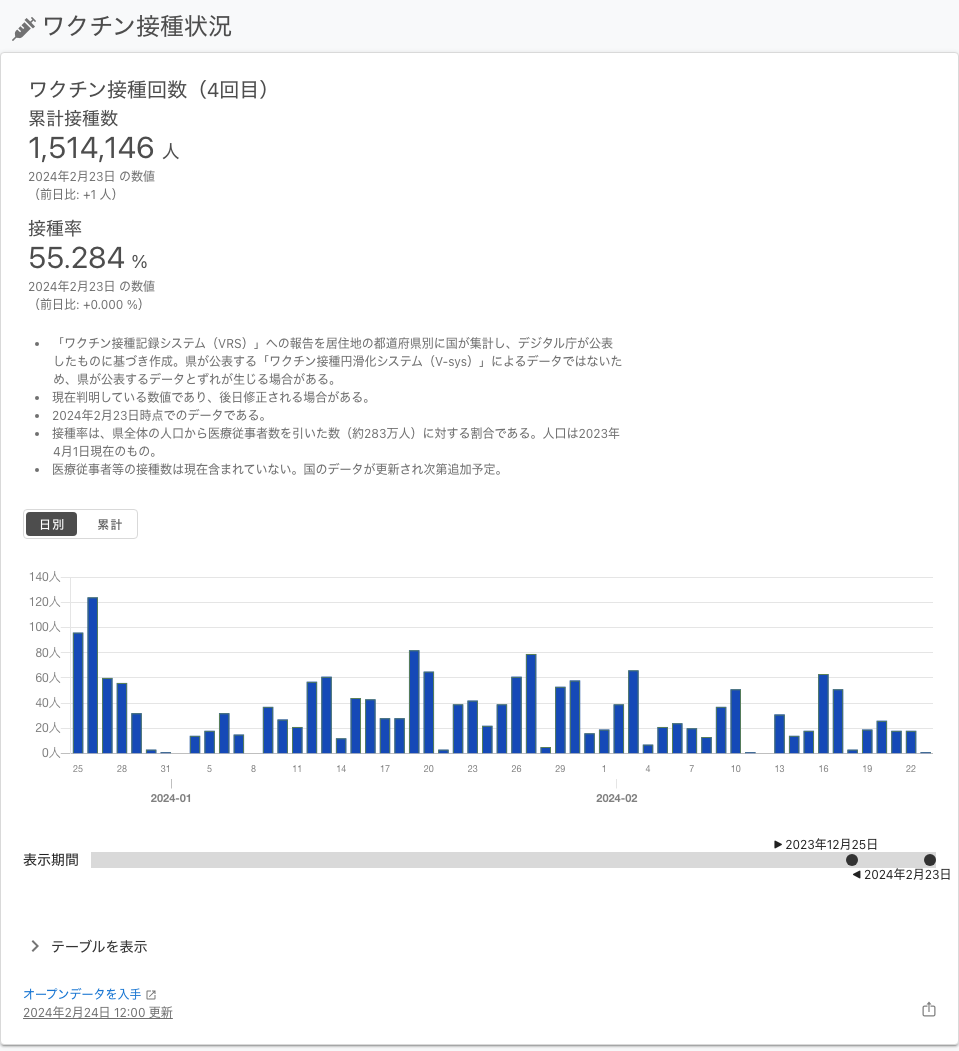 ワクチン接種状況
ワクチン接種回数（4回目）
累計接種数
1,514,146 人
2024年2月23日 の数値
（前日比: +1 人）
接種率
55.284 %
2024年2月23日 の数値
（前日比: +0.000 %）
• 「ワクチン接種記録システム（VRS）」への報告を居住地の都道府県別に国が集計し、デジタル庁が公表
したものに基づき作成。県が公表する「ワクチン接種円滑化システム（V-sys）」によるデータではないた
め、県が公表するデータとずれが生じる場合がある。
• 現在判明している数値であり、後日修正される場合がある。
• 2024年2月23日時点でのデータである。
• 接種率は、県全体の人口から医療従事者数を引いた数（約283万人）に対する割合である。人口は2023年
4月1日現在のもの。
• 医療従事者等の接種数は現在含まれていない。国のデータが更新され次第追加予定。
日別 累計
140人
120人
100人
80人
60人
40人
20人
0人
25 28 31 5 8 11 14 17 20 23 26 29 1 4 7 10 13 16 19 22
2024-01 2024-02
▶ 2023年12月25日
表示期間
◀ 2024年2月23日
テーブルを表示
オープンデータを入手
2024年2月24日 12:00 更新